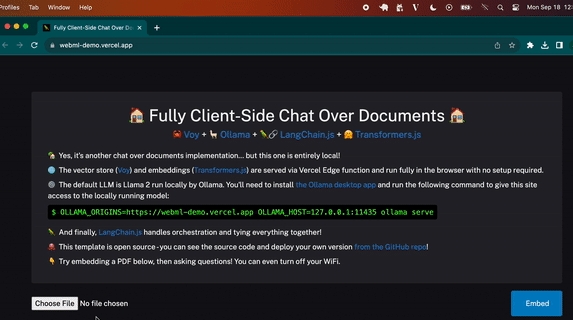 Profiles Tab Window Help
Mon Sep 18 12:
Fully Client-Side Chat Over Do
webml-demo.vercel.app
🏠 Fully Client-Side Chat Over Documents 🏠
🦀 Voy + 🦙 Ollama + 🦜🔗 LangChain.js + 🤗 Transformers.js
🏡 Yes, it's another chat over documents implementation... but this one is entirely local!
🌐 The vector store (Voy) and embeddings (Transformers.js) are served via Vercel Edge function and run fully in the browser with no setup required.
⚙️ The default LLM is Llama 2 run locally by Ollama. You'll need to install the Ollama desktop app and run the following command to give this site
access to the locally running model:
$ OLLAMA_ORIGINS=https://webml-demo.vercel.app OLLAMA_HOST=127.0.0.1:11435 ollama serve
🦜 And finally, LangChain.js handles orchestration and tying everything together!
🐙 This template is open source - you can see the source code and deploy your own version from the GitHub repo!
👇 Try embedding a PDF below, then asking questions! You can even turn off your WiFi.
Choose File No file chosen
Embed